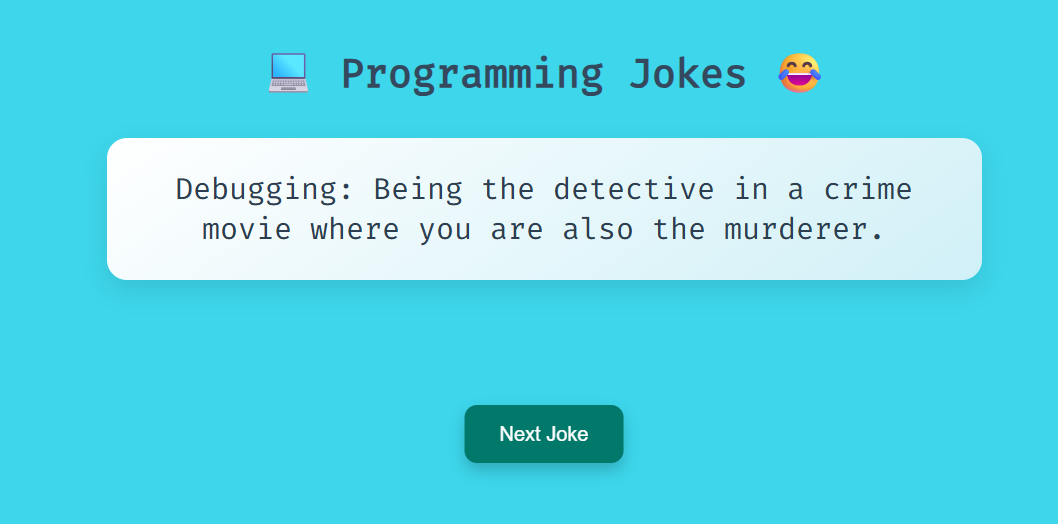 💻 Programming Jokes 😂
Debugging: Being the detective in a crime
movie where you are also the murderer.
Next Joke